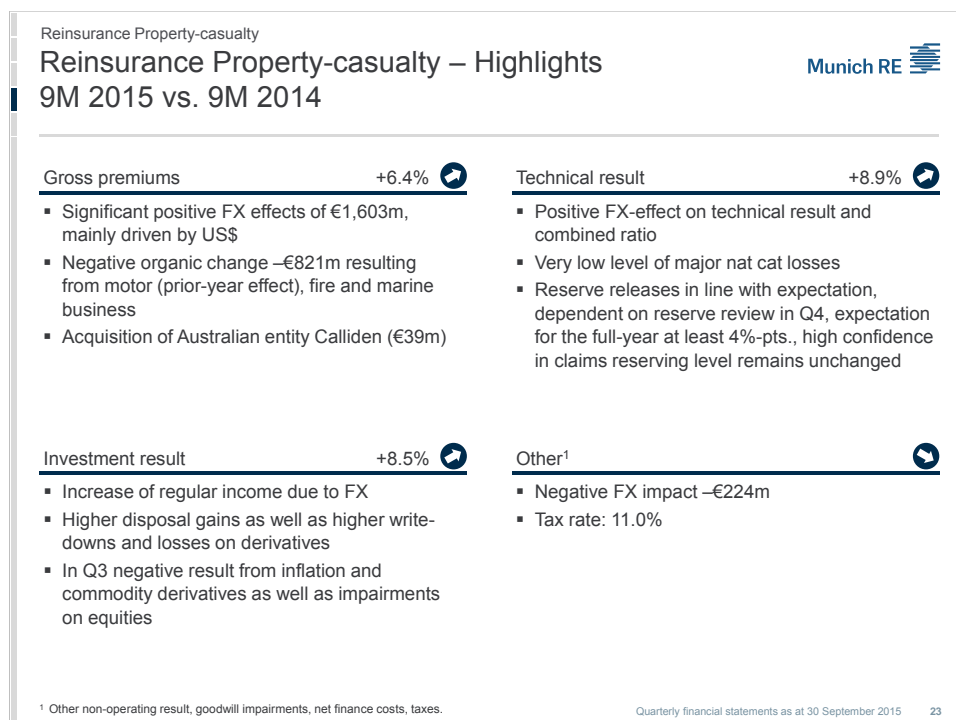 Reinsurance Property-casualty
Reinsurance Property-casualty – Highlights
9M 2015 vs. 9M 2014
Munich RE
Gross premiums +6.4%
▪ Significant positive FX effects of €1,603m,
mainly driven by US$
▪ Negative organic change –€821m resulting
from motor (prior-year effect), fire and marine
business
▪ Acquisition of Australian entity Calliden (€39m)
Technical result +8.9%
▪ Positive FX-effect on technical result and
combined ratio
▪ Very low level of major nat cat losses
▪ Reserve releases in line with expectation,
dependent on reserve review in Q4, expectation
for the full-year at least 4%-pts., high confidence
in claims reserving level remains unchanged
Investment result +8.5%
▪ Increase of regular income due to FX
▪ Higher disposal gains as well as higher write-
downs and losses on derivatives
▪ In Q3 negative result from inflation and
commodity derivatives as well as impairments
on equities
Other¹
▪ Negative FX impact –€224m
▪ Tax rate: 11.0%
¹ Other non-operating result, goodwill impairments, net finance costs, taxes.
Quarterly financial statements as at 30 September 2015 23